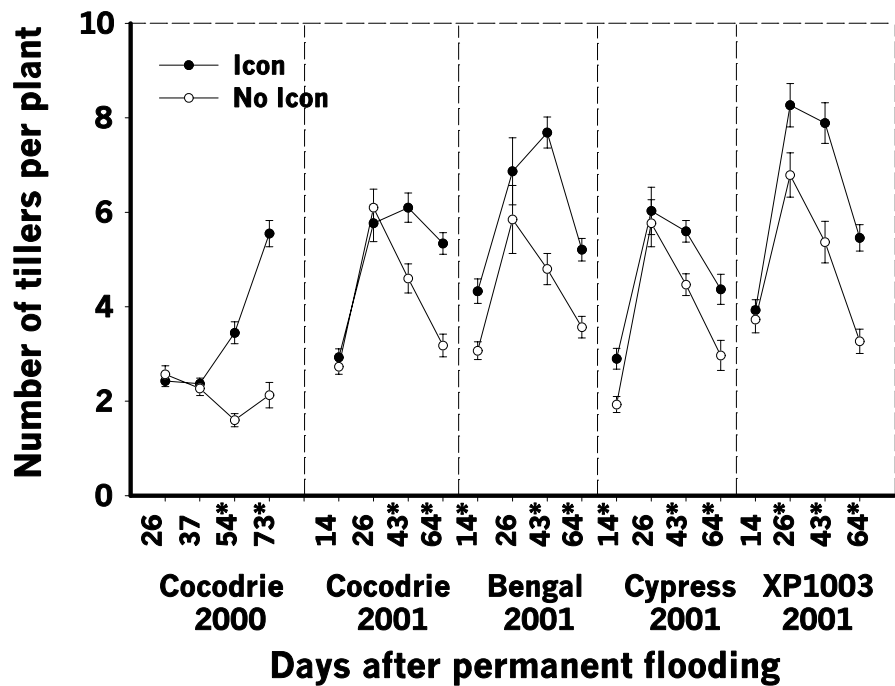 Number of tillers per plant
10
8
6
4
2
0
Icon
No Icon
26 37 54* 73* 14 26 43* 64* 14* 26 43* 64* 14* 26 43* 64* 14 26* 43* 64*
Cocodrie Cocodrie Bengal Cypress XP1003
2000 2001 2001 2001 2001
Days after permanent flooding